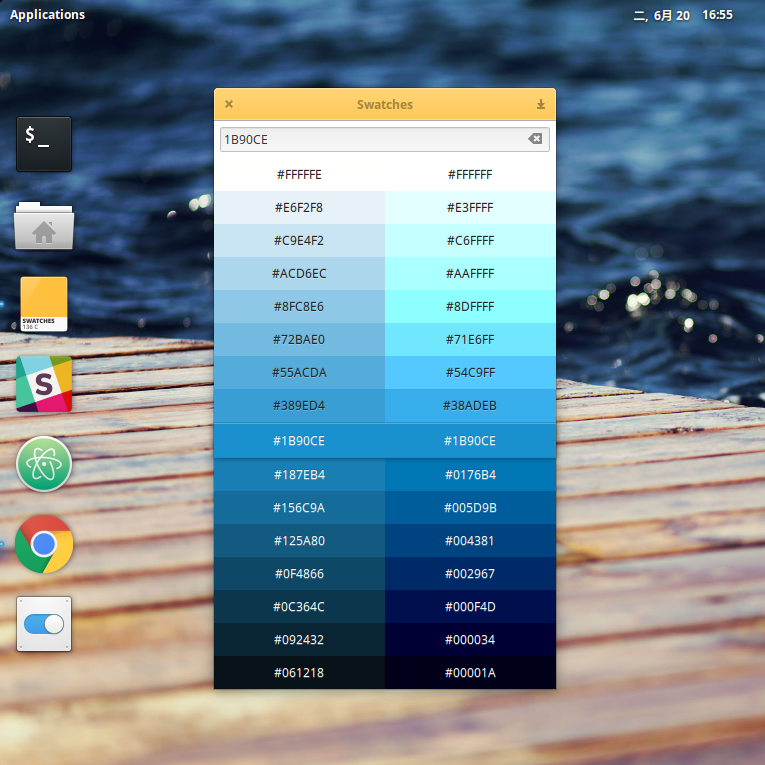 Applications
二, 6月 20 16:55
Swatches
1B90CE
#FFFFFE #FFFFFF
#E6F2F8 #E3FFFF
#C9E4F2 #C6FFFF
#ACD6EC #AAFFFF
#8FC8E6 #8DFFFF
#72BAE0 #71E6FF
#55ACDA #54C9FF
#389ED4 #38ADEB
#1B90CE #1B90CE
#187EB4 #0176B4
#156C9A #005D9B
#125A80 #004381
#0F4866 #002967
#0C364C #000F4D
#092432 #000034
#061218 #00001A
$ _
SWATCHES
136 C
S